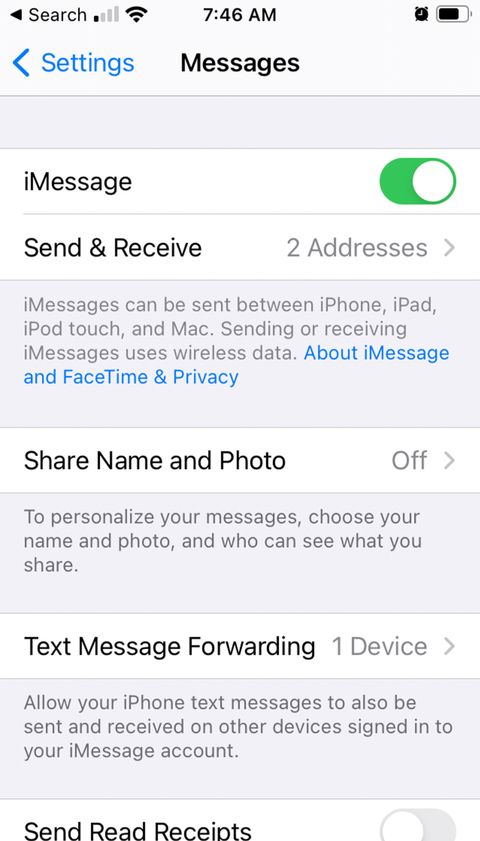 Search 7:46 AM
Settings Messages
iMessage
Send & Receive 2 Addresses
iMessages can be sent between iPhone, iPad,
iPod touch, and Mac. Sending or receiving
iMessages uses wireless data. About iMessage
and FaceTime & Privacy
Share Name and Photo Off
To personalize your messages, choose your
name and photo, and who can see what you
share.
Text Message Forwarding 1 Device
Allow your iPhone text messages to also be
sent and received on other devices signed in to
your iMessage account.
Send Read Receipts